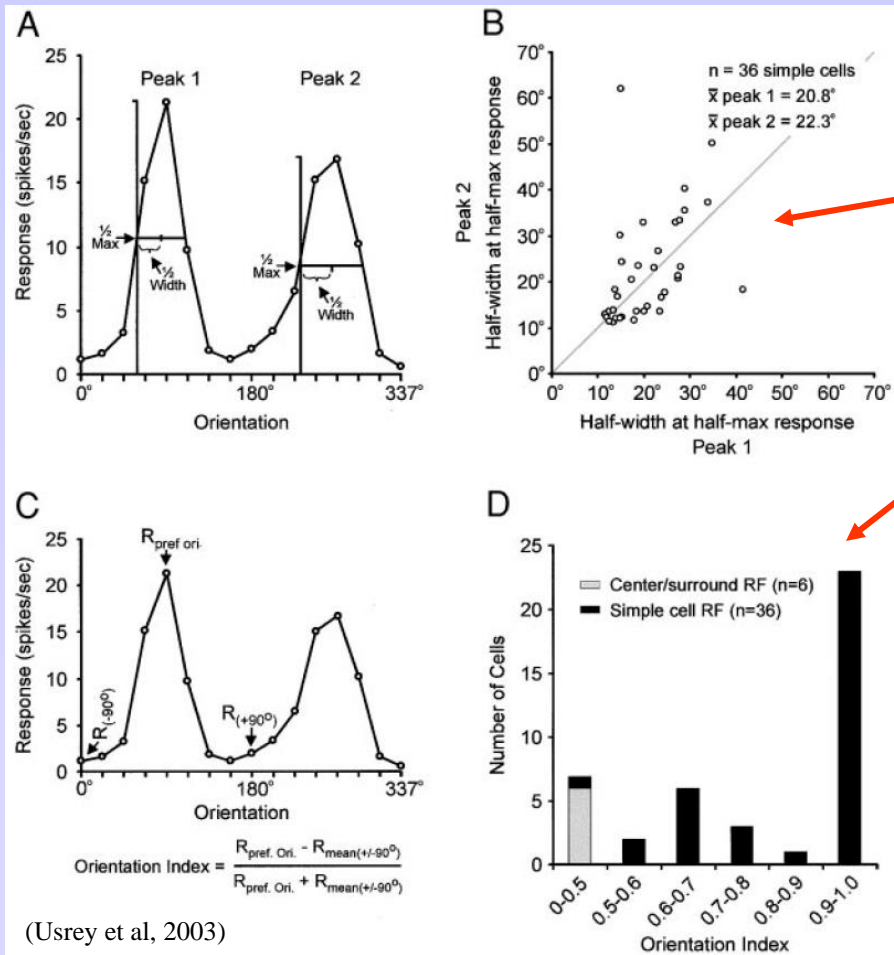 A
Response (spikes/sec)
25
20
15
10
5
0
Peak 1
Peak 2
½
Max
½
Width
½
Max
½
Width
0°
180°
337°
Orientation
B
Peak 2
Half-width at half-max response
70°
60°
50°
40°
30°
20°
10°
0°
n = 36 simple cells
x̅ peak 1 = 20.8°
x̅ peak 2 = 22.3°
0°
10°
20°
30°
40°
50°
60°
70°
Half-width at half-max response
Peak 1
C
Response (spikes/sec)
25
20
15
10
5
0
R(-90°)
Rpref ori.
R(+90°)
0°
180°
337°
Orientation
Orientation Index = Rpref. Ori. - Rmean(+/-90°)
Rpref. Ori. + Rmean(+/-90°)
(Usrey et al, 2003)
D
Number of Cells
25
20
15
10
5
0
Center/surround RF (n=6)
Simple cell RF (n=36)
0-0.5
0.5-0.6
0.6-0.7
0.7-0.8
0.8-0.9
0.9-1.0
Orientation Index